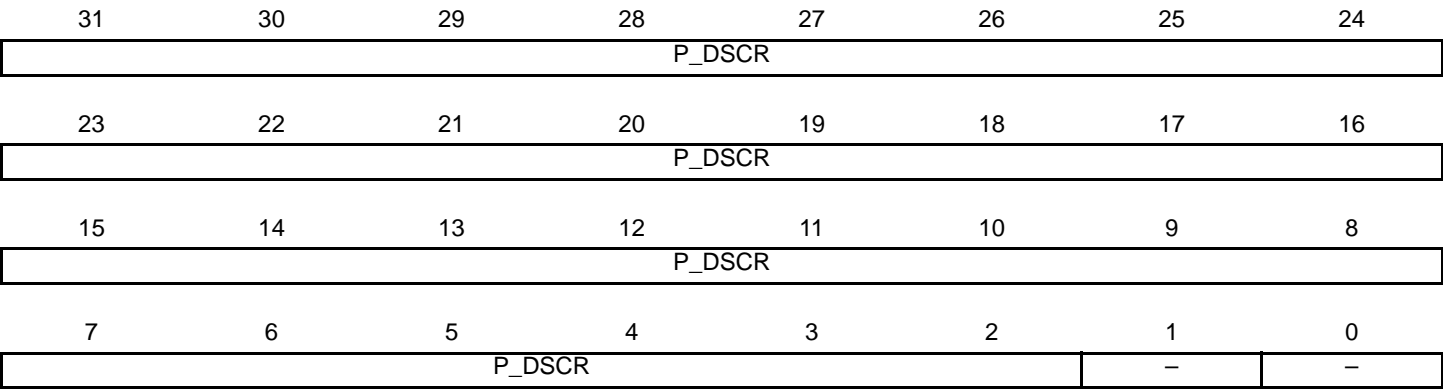 31 30 29 28 27 26 25 24
P_DSCR
23 22 21 20 19 18 17 16
P_DSCR
15 14 13 12 11 10 9 8
P_DSCR
7 6 5 4 3 2 1 0
P_DSCR – –